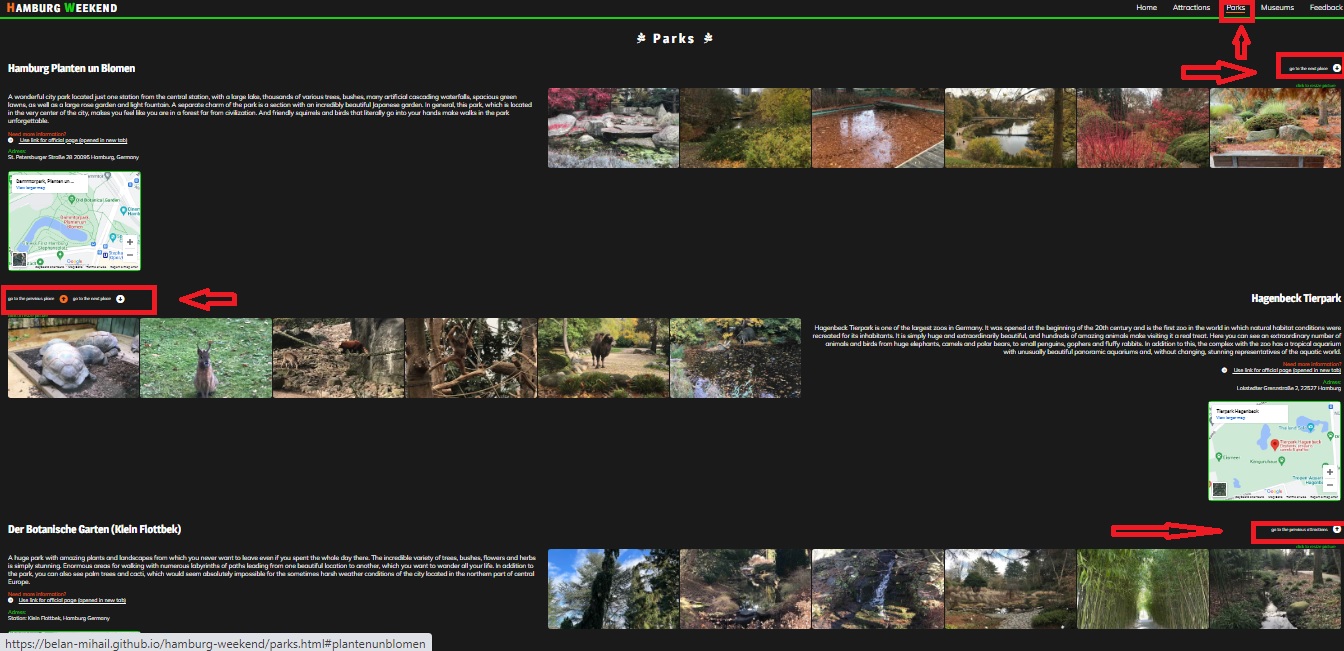 HAMBURG WEEKEND
Home Attractions Parks Museums Feedback
Parks
Hamburg Planten un Blomen
go to the next place
click to resize picture
A wonderful city park located just one station from the central station, with a large lake, thousands of various trees, bushes, many artificial cascading waterfalls, spacious green
lawns, as well as a large rose garden and light fountain. A separate charm of the park is a section with an incredibly beautiful Japanese garden. In general, this park, which is located
in the very center of the city, makes you feel like you are in a forest far from civilization. And friendly squirrels and birds that literally go into your hands make walks in the park
unforgettable.
Need more information?
Use link for official page (opened in new tab)
Adress:
St. Petersburger Straße 28 20095 Hamburg, Germany
Dammtorpark, Planten un ...
View larger map
Old Botanical Garden
Dammtorpark
Planten un
Blomen
Stephansplatz
Google
go to the previous place go to the next place
Hagenbeck Tierpark
Hagenbeck Tierpark is one of the largest zoos in Germany. It was opened at the beginning of the 20th century and is the first zoo in the world in which natural habitat conditions were
recreated for its inhabitants. It is simply huge and extraordinarily beautiful, and hundreds of amazing animals make visiting it a real treat. Here you can see an extraordinary number of
animals and birds from huge elephants, camels and polar bears, to small penguins, gophers and fluffy rabbits. In addition to this, the complex with the zoo has a tropical aquarium
with unusually beautiful panoramic aquariums and, without changing, stunning representatives of the aquatic world.
Need more information?
Use link for official page (opened in new tab)
Adress:
Lokstedter Grenzstraße 2, 22527 Hamburg
Tierpark Hagenbeck
View larger map
Tierpark Hagenbeck
Google
Der Botanische Garten (Klein Flottbek)
go to the previous attractions
click to resize picture
A huge park with amazing plants and landscapes from which you never want to leave even if you spent the whole day there. The incredible variety of trees, bushes, flowers and herbs
is simply stunning. Enormous areas for walking with numerous labyrinths of paths leading from one beautiful location to another, which you want to wander all your life. In addition to
the park, you can also see palm trees and cacti, which would seem absolutely impossible for the sometimes harsh weather conditions of the city located in the northern part of central
Europe.
Need more information?
Use link for official page (opened in new tab)
Adress:
Station: Klein Flottbek, Hamburg Germany
https://belan-mihail.github.io/hamburg-weekend/parks.html#plantenunblomen